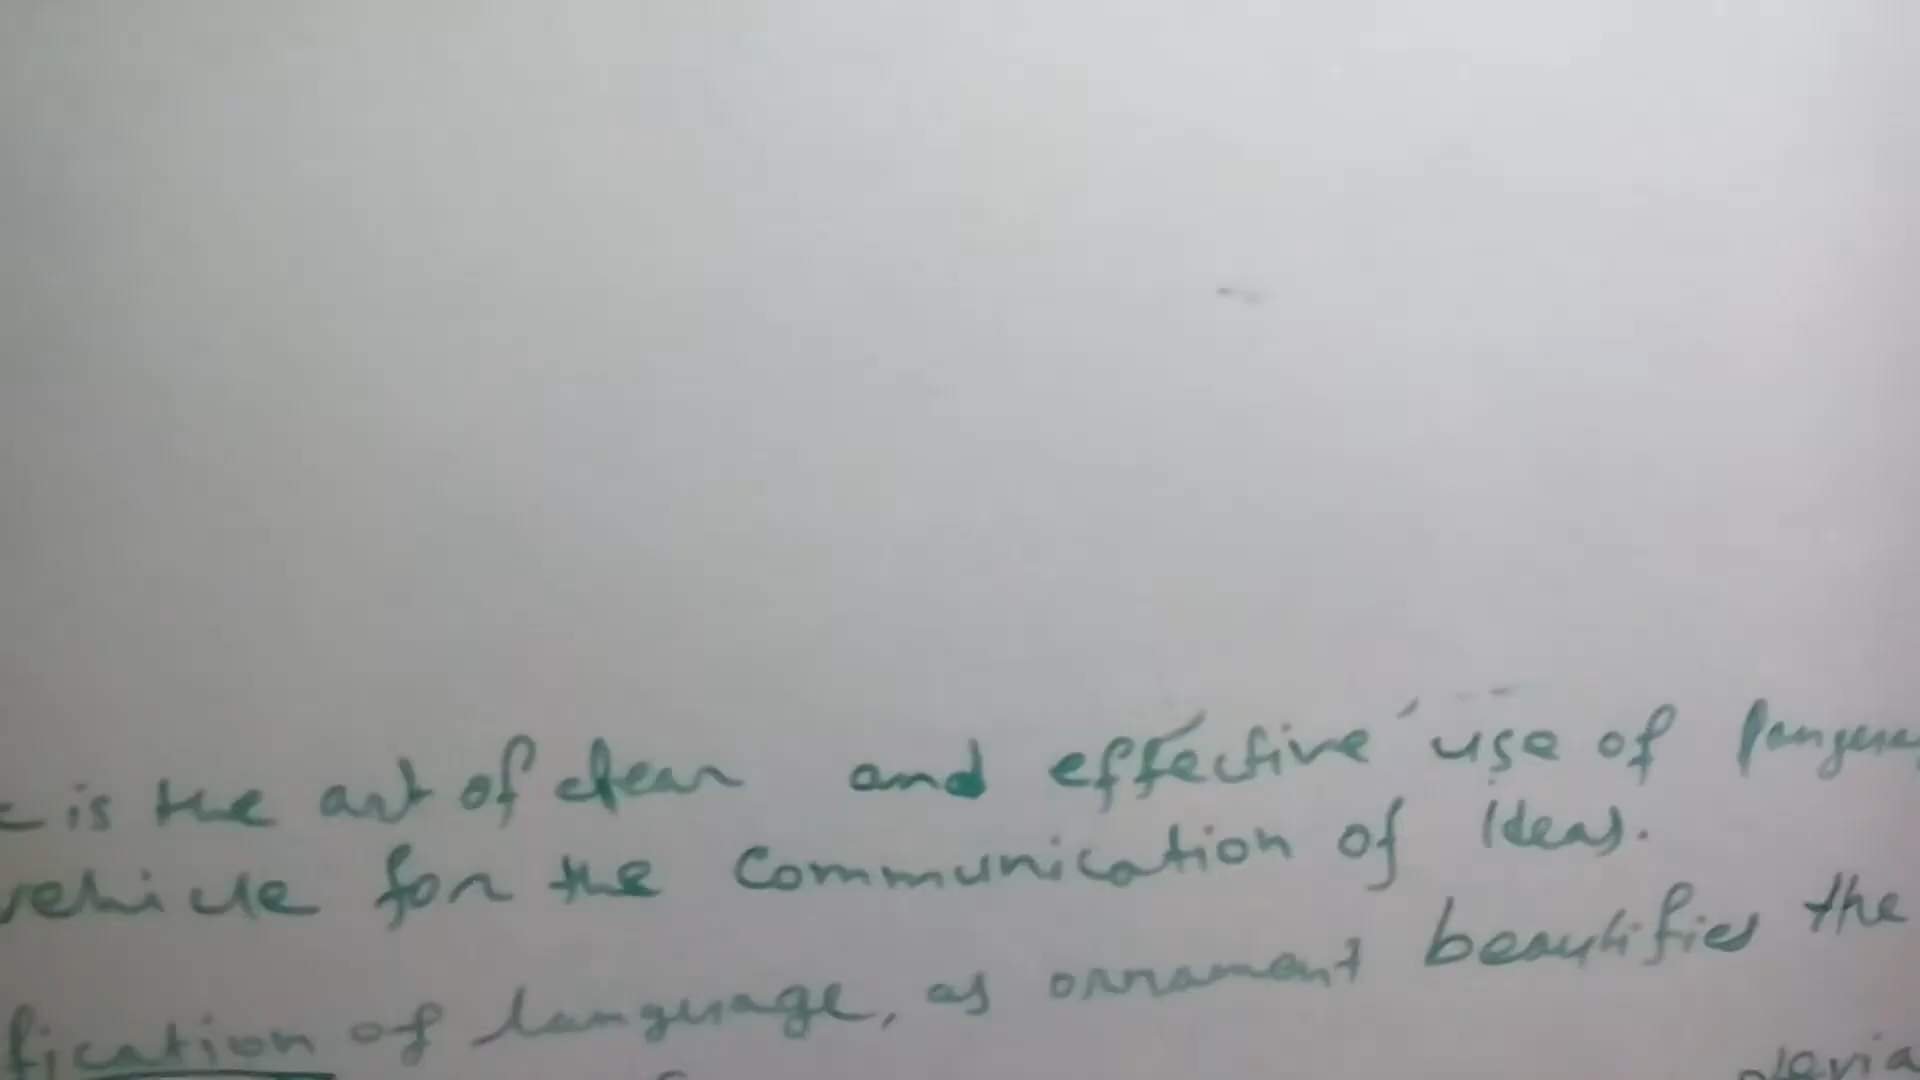 is the art of clear and effective use of
vehicle for the communication of Ideas.
fication of language, as ornament beautifies the